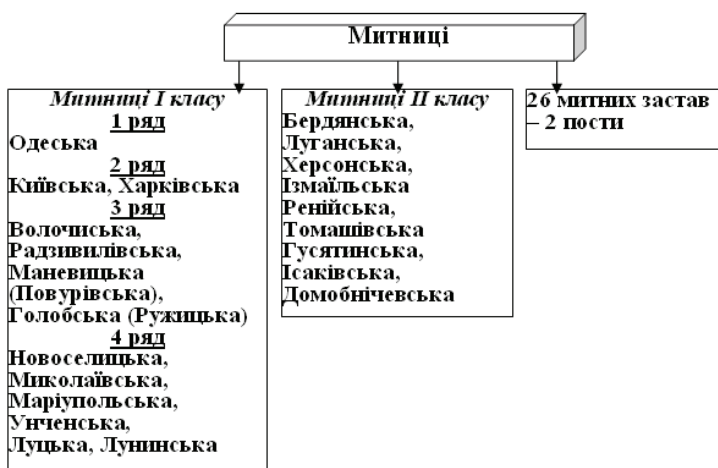 Митниці
Митниці І класу
1 ряд
Одеська
2 ряд
Київська, Харківська
3 ряд
Волочиська,
Радзивилівська,
Маневицька
(Повурівська),
Голобська (Ружицька)
4 ряд
Новоселицька,
Миколаївська,
Маріупольська,
Унченська,
Луцька, Лунинська
Митниці ІІ класу
Бердянська,
Луганська,
Херсонська,
Ізмаїльська
Ренійська,
Томашівська
Гусятинська,
Ісаківська,
Домобнічевська
26 митних застав
– 2 пости